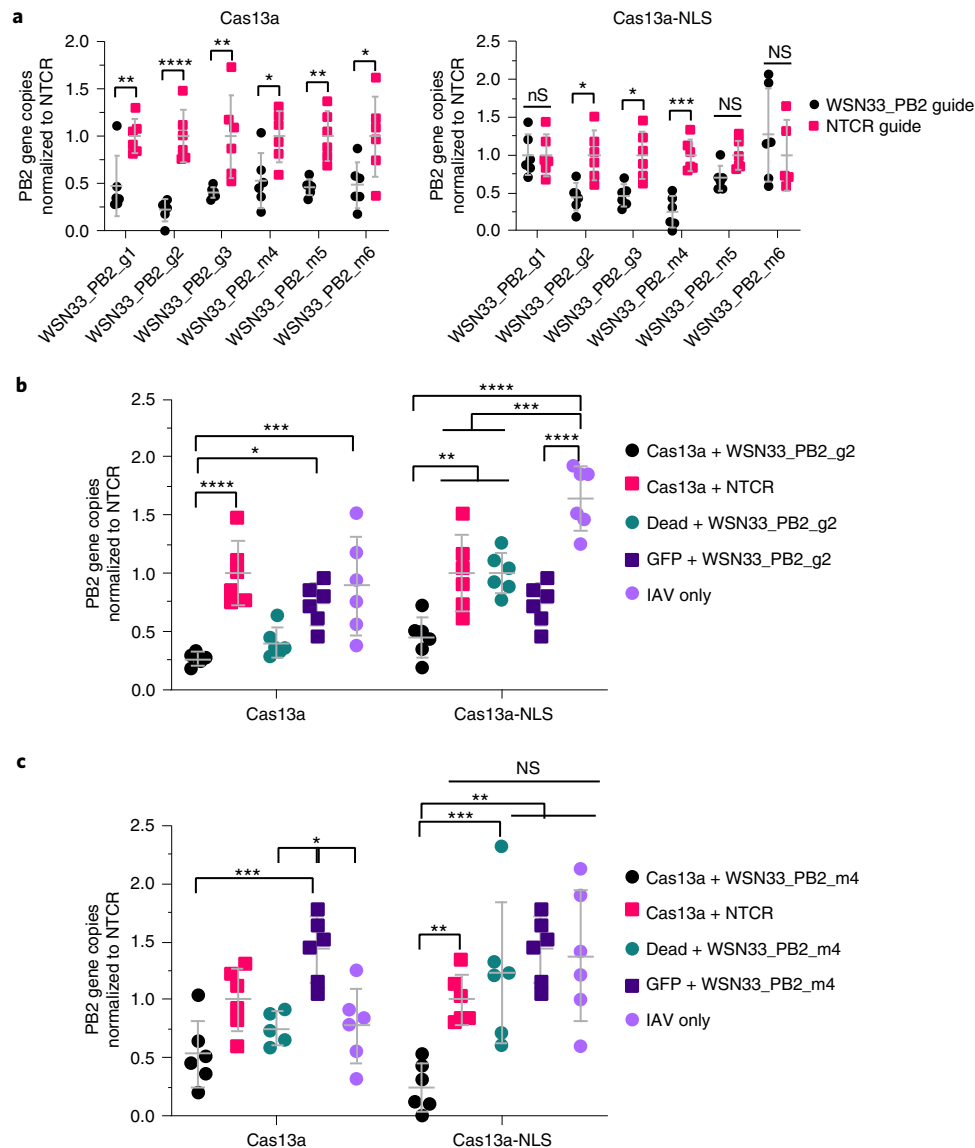 a
Cas13a
Cas13a-NLS
PB2 gene copies
normalized to NTCR
2.0
1.5
1.0
0.5
0
**
****
**
*
**
*
WSN33_PB2_g1
WSN33_PB2_g2
WSN33_PB2_g3
WSN33_PB2_m4
WSN33_PB2_m5
WSN33_PB2_m6
PB2 gene copies
normalized to NTCR
2.5
2.0
1.5
1.0
0.5
0
nS
*
*
***
NS
NS
WSN33_PB2_g1
WSN33_PB2_g2
WSN33_PB2_g3
WSN33_PB2_m4
WSN33_PB2_m5
WSN33_PB2_m6
WSN33_PB2 guide
NTCR guide
b
PB2 gene copies
normalized to NTCR
2.5
2.0
1.5
1.0
0.5
0.0
***
*
****
****
***
**
****
Cas13a
Cas13a-NLS
Cas13a + WSN33_PB2_g2
Cas13a + NTCR
Dead + WSN33_PB2_g2
GFP + WSN33_PB2_g2
IAV only
c
PB2 gene copies
normalized to NTCR
2.5
2.0
1.5
1.0
0.5
0.0
*
***
NS
**
***
**
Cas13a
Cas13a-NLS
Cas13a + WSN33_PB2_m4
Cas13a + NTCR
Dead + WSN33_PB2_m4
GFP + WSN33_PB2_m4
IAV only